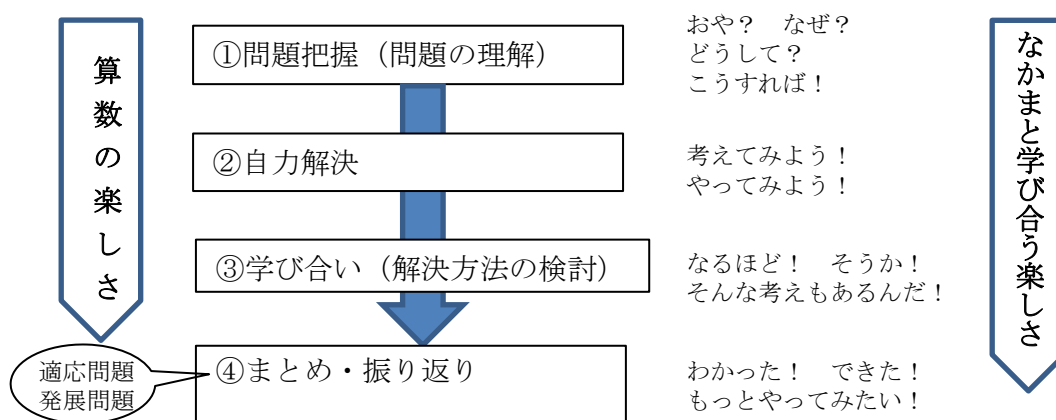 算数の楽しさ
①問題把握（問題の理解）
おや？　なぜ？
どうして？
こうすれば！
②自力解決
考えてみよう！
やってみよう！
③学び合い（解決方法の検討）
なるほど！　そうか！
そんな考えもあるんだ！
適応問題
発展問題
④まとめ・振り返り
わかった！　できた！
もっとやってみたい！
なかまと学び合う楽しさ